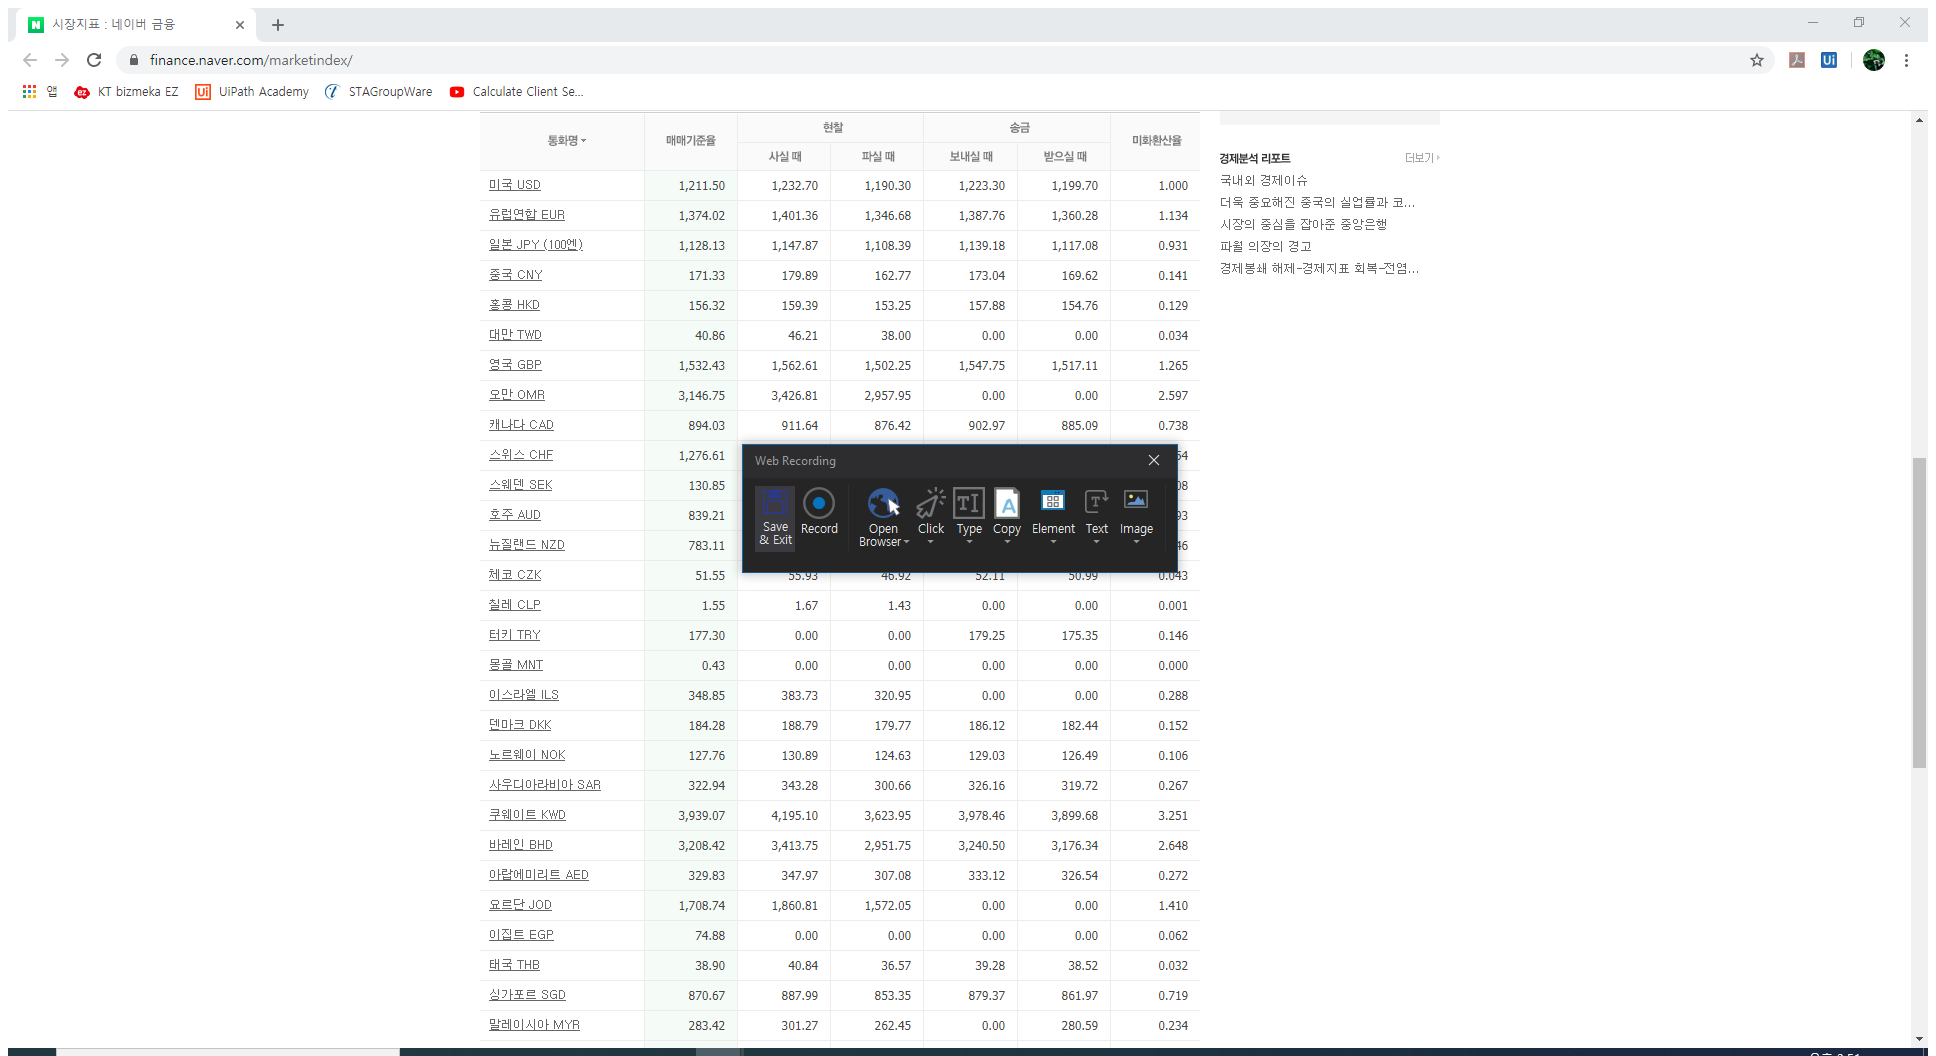 시장지표 : 네이버 금융
finance.naver.com/marketindex/
앱 KT bizmeka EZ UiPath Academy STAGroupWare Calculate Client Se...
통화명 매매기준율 현찰 송금 미화환산율
사실 때 파실 때 보내실 때 받으실 때
미국 USD 1,211.50 1,232.70 1,190.30 1,223.30 1,199.70 1.000
유럽연합 EUR 1,374.02 1,401.36 1,346.68 1,387.76 1,360.28 1.134
일본 JPY (100엔) 1,128.13 1,147.87 1,108.39 1,139.18 1,117.08 0.931
중국 CNY 171.33 179.89 162.77 173.04 169.62 0.141
홍콩 HKD 156.32 159.39 153.25 157.88 154.76 0.129
대만 TWD 40.86 46.21 38.00 0.00 0.00 0.034
영국 GBP 1,532.43 1,562.61 1,502.25 1,547.75 1,517.11 1.265
오만 OMR 3,146.75 3,426.81 2,957.95 0.00 0.00 2.597
캐나다 CAD 894.03 911.64 876.42 902.97 885.09 0.738
스위스 CHF 1,276.61
스웨덴 SEK 130.85
호주 AUD 839.21
뉴질랜드 NZD 783.11
체코 CZK 51.55 55.93 46.92 52.11 50.99 0.043
칠레 CLP 1.55 1.67 1.43 0.00 0.00 0.001
터키 TRY 177.30 0.00 0.00 179.25 175.35 0.146
몽골 MNT 0.43 0.00 0.00 0.00 0.00 0.000
이스라엘 ILS 348.85 383.73 320.95 0.00 0.00 0.288
덴마크 DKK 184.28 188.79 179.77 186.12 182.44 0.152
노르웨이 NOK 127.76 130.89 124.63 129.03 126.49 0.106
사우디아라비아 SAR 322.94 343.28 300.66 326.16 319.72 0.267
쿠웨이트 KWD 3,939.07 4,195.10 3,623.95 3,978.46 3,899.68 3.251
바레인 BHD 3,208.42 3,413.75 2,951.75 3,240.50 3,176.34 2.648
아랍에미리트 AED 329.83 347.97 307.08 333.12 326.54 0.272
요르단 JOD 1,708.74 1,860.81 1,572.05 0.00 0.00 1.410
이집트 EGP 74.88 0.00 0.00 0.00 0.00 0.062
태국 THB 38.90 40.84 36.57 39.28 38.52 0.032
싱가포르 SGD 870.67 887.99 853.35 879.37 861.97 0.719
말레이시아 MYR 283.42 301.27 262.45 0.00 280.59 0.234
Web Recording
Save & Exit Record Open Browser Click Type Copy Element Text Image
경제분석 리포트 더보기
국내외 경제이슈
더욱 중요해진 중국의 실업률과 코...
시장의 중심을 잡아준 중앙은행
파월 의장의 경고
경제봉쇄 해제-경제지표 회복-전염...